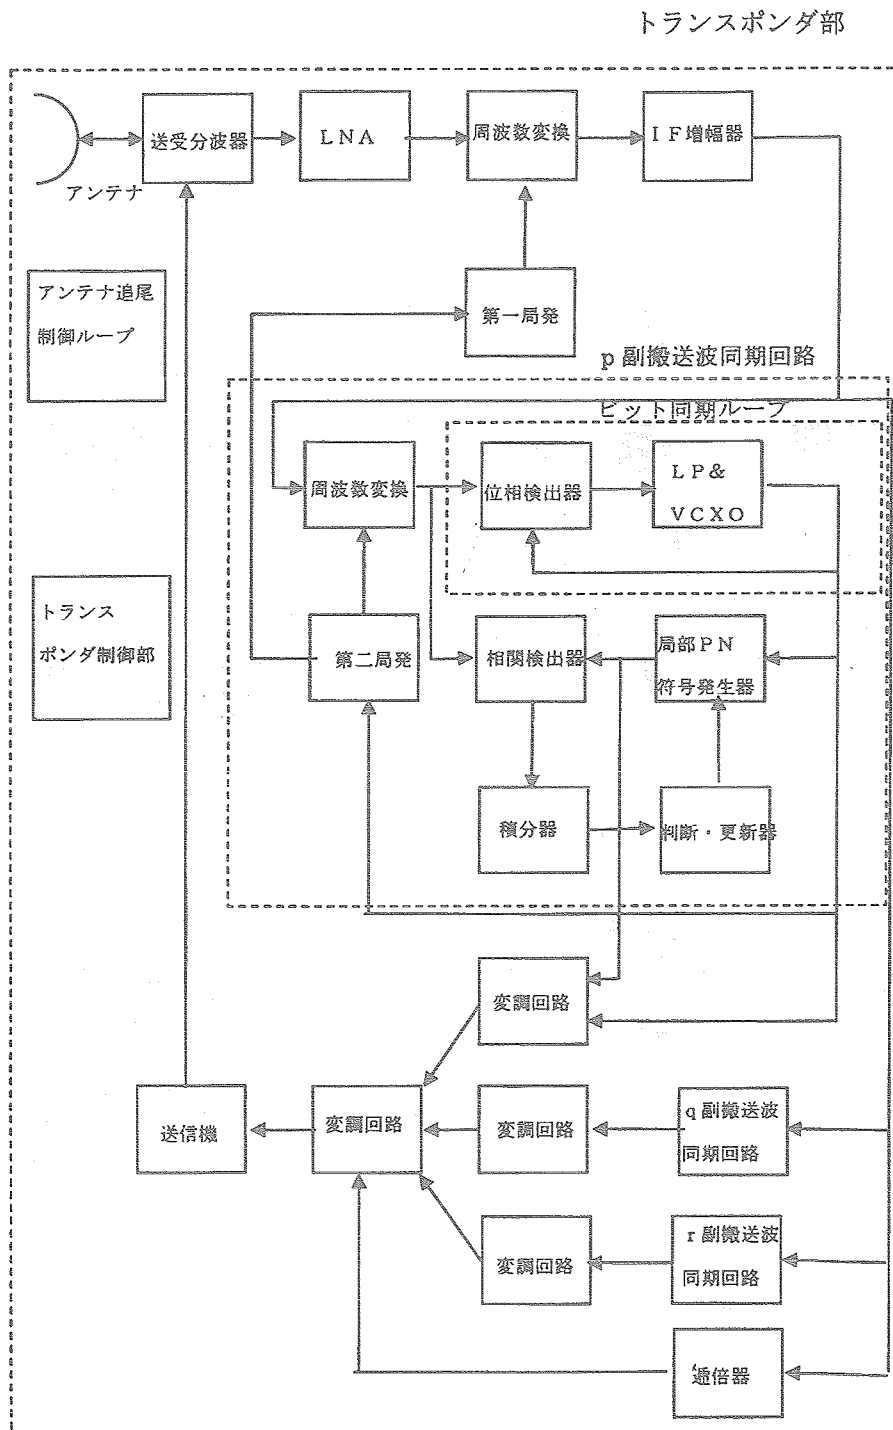 トランスポンダ部
送受分波器
LNA
周波数変換
IF増幅器
アンテナ
アンテナ追尾
制御ループ
第一局発
p副搬送波同期回路
ビット同期ループ
周波数変換
位相検出器
LP&
VCXO
トランス
ポンダ制御部
第二局発
相関検出器
局部PN
符号発生器
積分器
判断・更新器
変調回路
送信機
変調回路
変調回路
q副搬送波
同期回路
変調回路
r副搬送波
同期回路
逓倍器